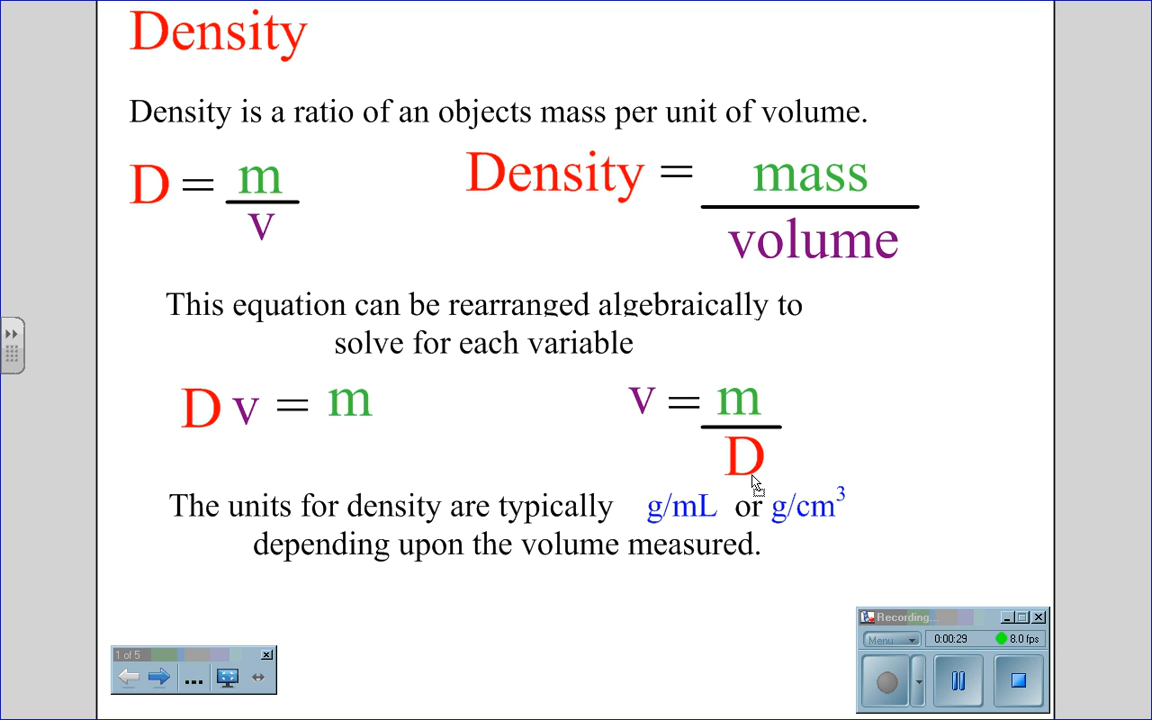 Density
Density is a ratio of an objects mass per unit of volume.
D = m
v
Density = mass
volume
This equation can be rearranged algebraically to
solve for each variable
D v = m
v = m
D
The units for density are typically g/mL or g/cm³
depending upon the volume measured.
1 of 5
Recording...
Menu 0:00:29 8.0 fps